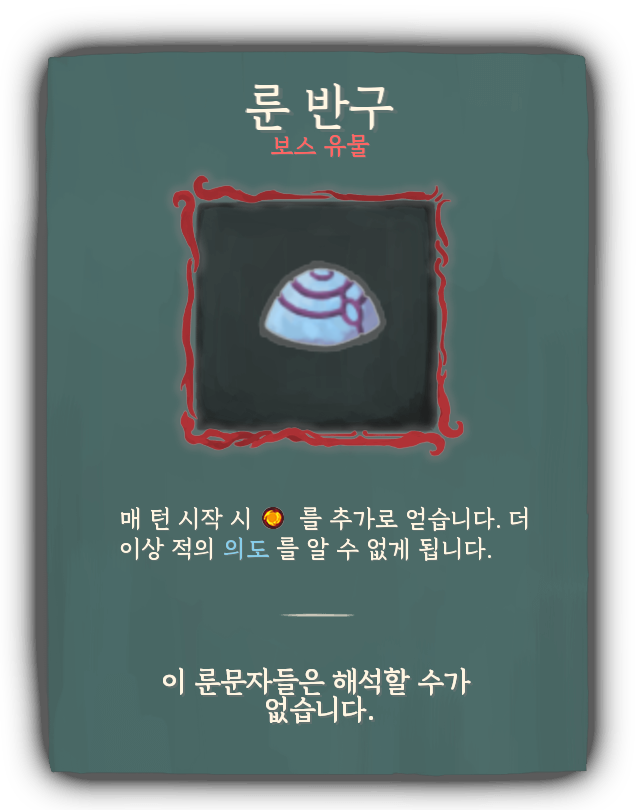 룬 반구
보스 유물
매 턴 시작 시 를 추가로 얻습니다. 더
이상 적의 의도 를 알 수 없게 됩니다.
이 룬문자들은 해석할 수가
없습니다.